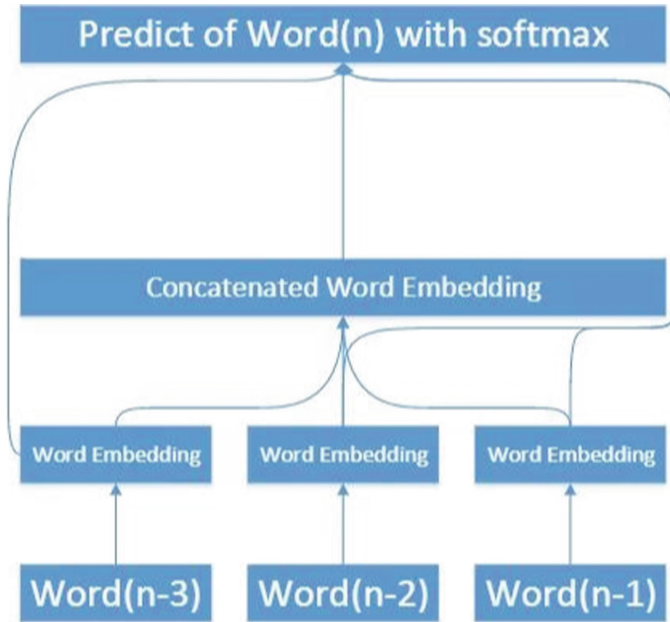 Predict of Word(n) with softmax
Concatenated Word Embedding
Word Embedding
Word Embedding
Word Embedding
Word(n-3)
Word(n-2)
Word(n-1)